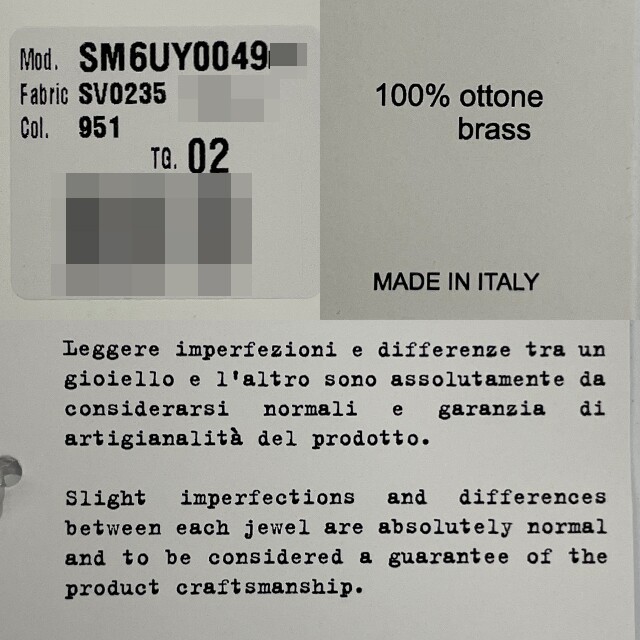 Mod. SM6UY0049
Fabric SV0235
Col. 951
TG. 02
100% ottone
brass
MADE IN ITALY
Leggere imperfezioni e differenze tra un
gioiello e l'altro sono assolutamente da
considerarsi normali e garanzia di
artigianalità del prodotto.
Slight imperfections and differences
between each jewel are absolutely normal
and to be considered a guarantee of the
product craftsmanship.